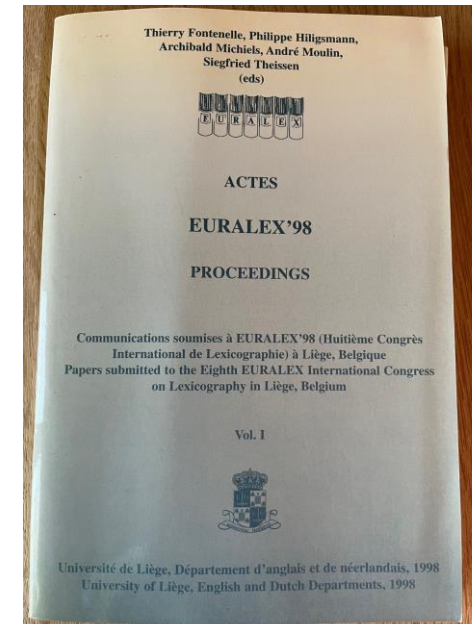 Thierry Fontenelle, Philippe Hiligsmann,
Archibald Michiels, André Moulin,
Siegfried Theissen
(eds)
EURALEX
ACTES
EURALEX'98
PROCEEDINGS
Communications soumises à EURALEX'98 (Huitième Congrès
International de Lexicographie) à Liège, Belgique
Papers submitted to the Eighth EURALEX International Congress
on Lexicography in Liège, Belgium
Vol. I
Université de Liège, Département d'anglais et de néerlandais, 1998
University of Liège, English and Dutch Departments, 1998